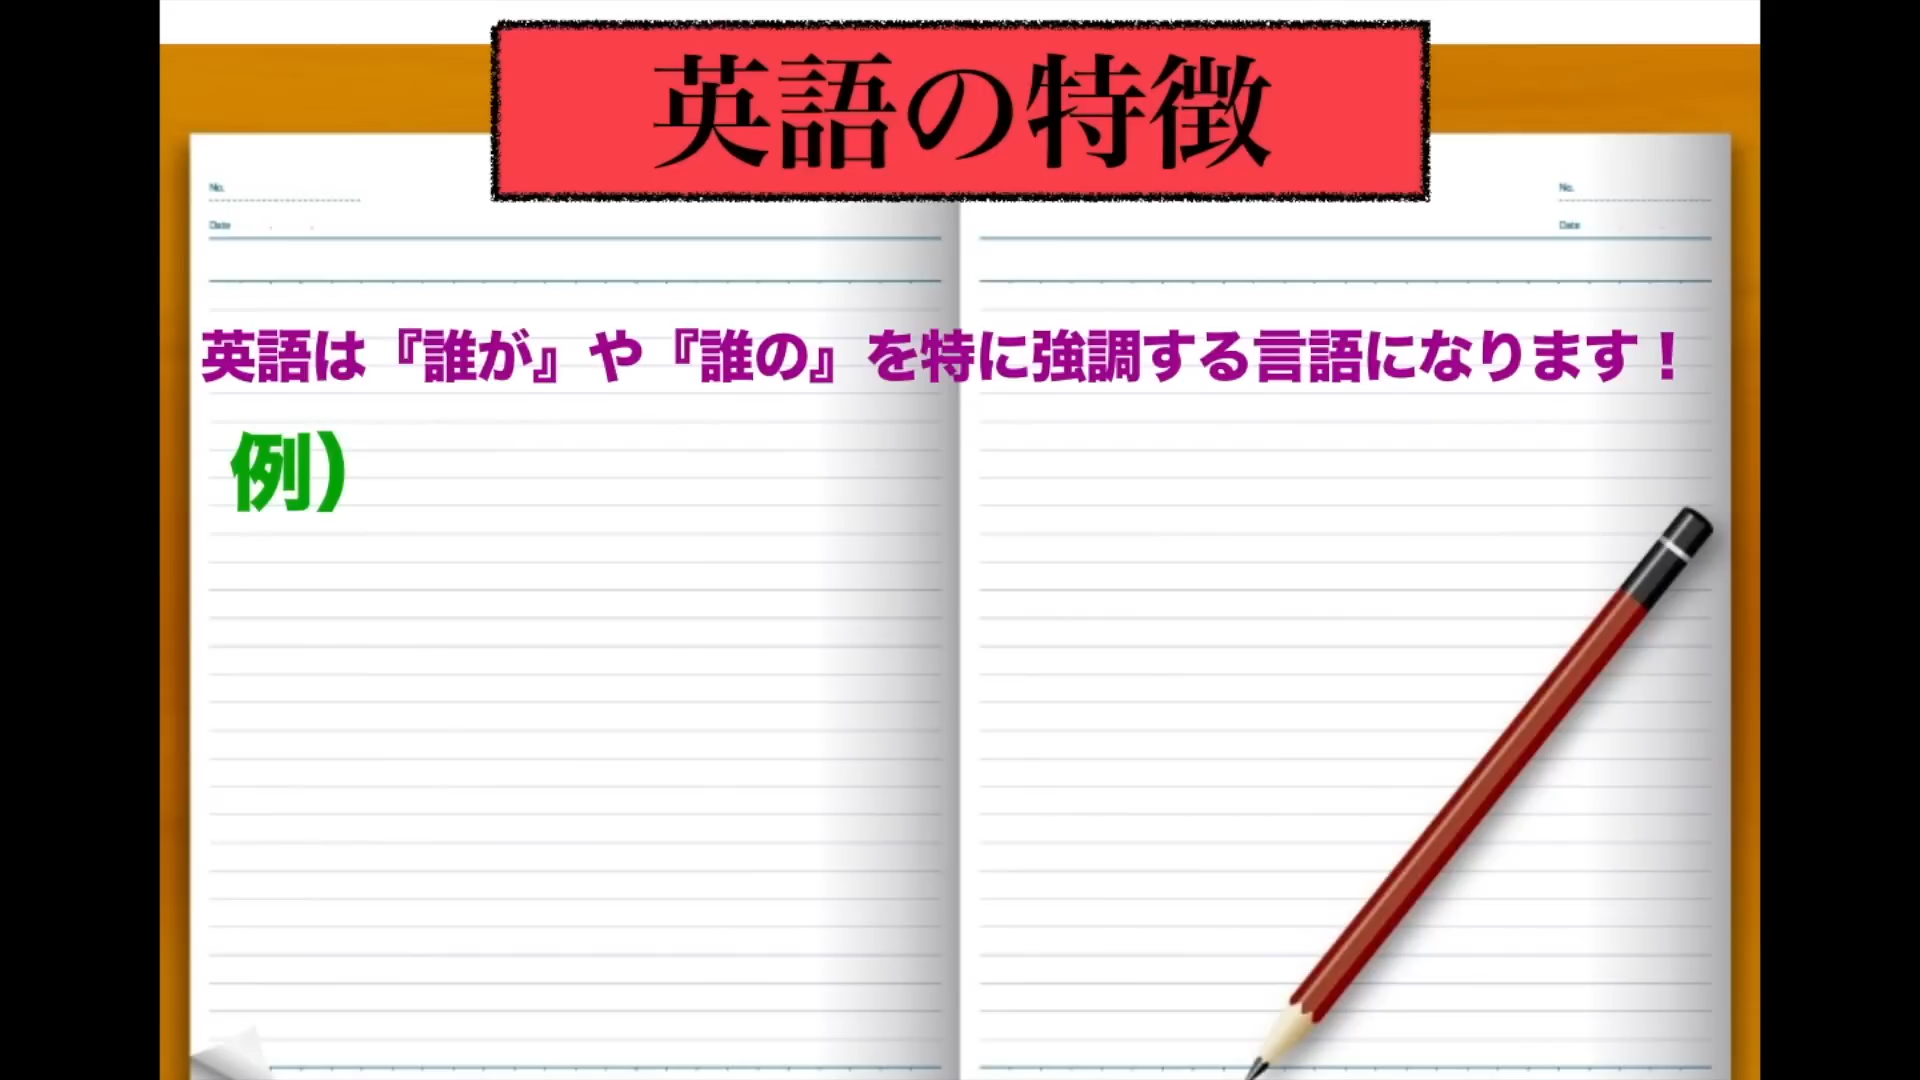 英語の特徴
No.
No.
Date
Date
英語は『誰が』や『誰の』を特に強調する言語になります！
例）